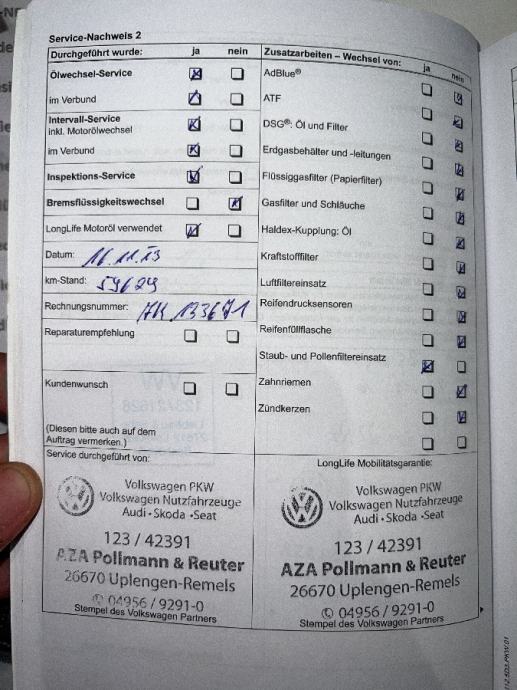 Service-Nachweis 2
Durchgeführt wurde: ja nein
Ölwechsel-Service
im Verbund
Intervall-Service
inkl. Motorölwechsel
im Verbund
Inspektions-Service
Bremsflüssigkeitswechsel
LongLife Motoröl verwendet
Datum: 16.11.13
km-Stand: 59629
Rechnungsnummer: 133671
Reparaturempfehlung
Kundenwunsch
(Diesen bitte auch auf dem
Auftrag vermerken.)
Service durchgeführt von:
Volkswagen PKW
Volkswagen Nutzfahrzeuge
Audi • Skoda • Seat
123 / 42391
AZA Pollmann & Reuter
26670 Uplengen-Remels
✆ 04956 / 9291-0
Stempel des Volkswagen Partners
Zusatzarbeiten – Wechsel von: ja nein
AdBlue®
ATF
DSG®: Öl und Filter
Erdgasbehälter und -leitungen
Flüssiggasfilter (Papierfilter)
Gasfilter und Schläuche
Haldex-Kupplung: Öl
Kraftstofffilter
Luftfiltereinsatz
Reifendrucksensoren
Reifenfüllflasche
Staub- und Pollenfiltereinsatz
Zahnriemen
Zündkerzen
LongLife Mobilitätsgarantie:
Volkswagen PKW
Volkswagen Nutzfahrzeuge
Audi • Skoda • Seat
123 / 42391
AZA Pollmann & Reuter
26670 Uplengen-Remels
✆ 04956 / 9291-0
Stempel des Volkswagen Partners